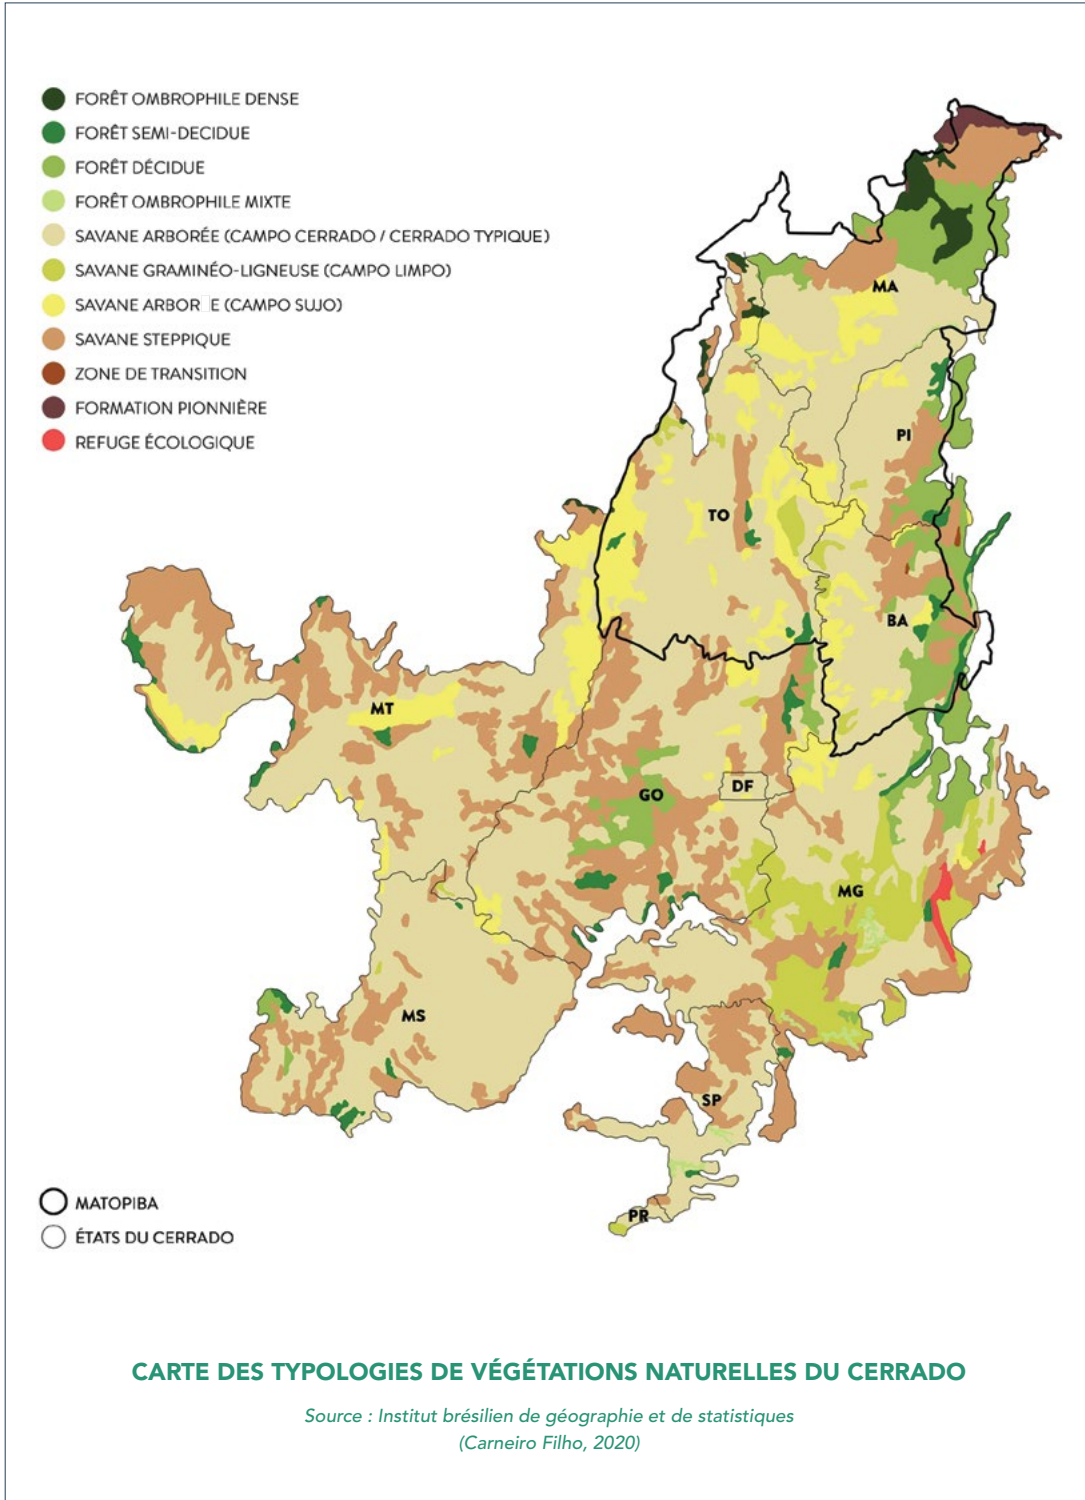 FORÊT OMBROPHILE DENSE
FORÊT SEMI-DECIDUE
FORÊT DÉCIDUE
FORÊT OMBROPHILE MIXTE
SAVANE ARBORÉE (CAMPO CERRADO / CERRADO TYPIQUE)
SAVANE GRAMINÉO-LIGNEUSE (CAMPO LIMPO)
SAVANE ARBOR□E (CAMPO SUJO)
SAVANE STEPPIQUE
ZONE DE TRANSITION
FORMATION PIONNIÈRE
REFUGE ÉCOLOGIQUE
MA
PI
TO
BA
MT
DF
GO
MG
MS
SP
PR
MATOPIBA
ÉTATS DU CERRADO
CARTE DES TYPOLOGIES DE VÉGÉTATIONS NATURELLES DU CERRADO
Source : Institut brésilien de géographie et de statistiques
(Carneiro Filho, 2020)